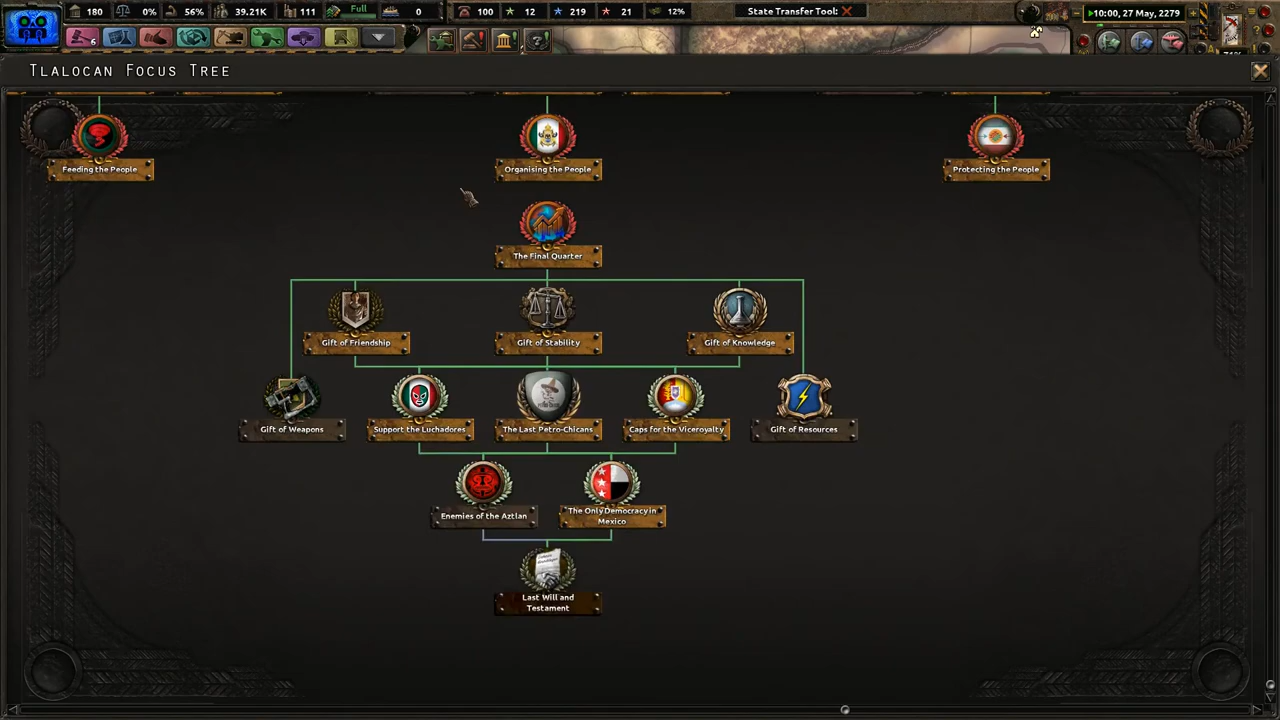 180 0% 56% 39.21K 111 Full 0 100 12 219 21 12% State Transfer Tool: 10:00, 27 May, 2279
6
Tlalocan Focus Tree
Feeding the People Organising the People Protecting the People
The Final Quarter
Gift of Friendship Gift of Stability Gift of Knowledge
Gift of Weapons Support the Luchadores The Last Petro-Chicans Caps for the Viceroyalty Gift of Resources
Enemies of the Aztlan The Only Democracy in
Mexico
Last Will and
Testament